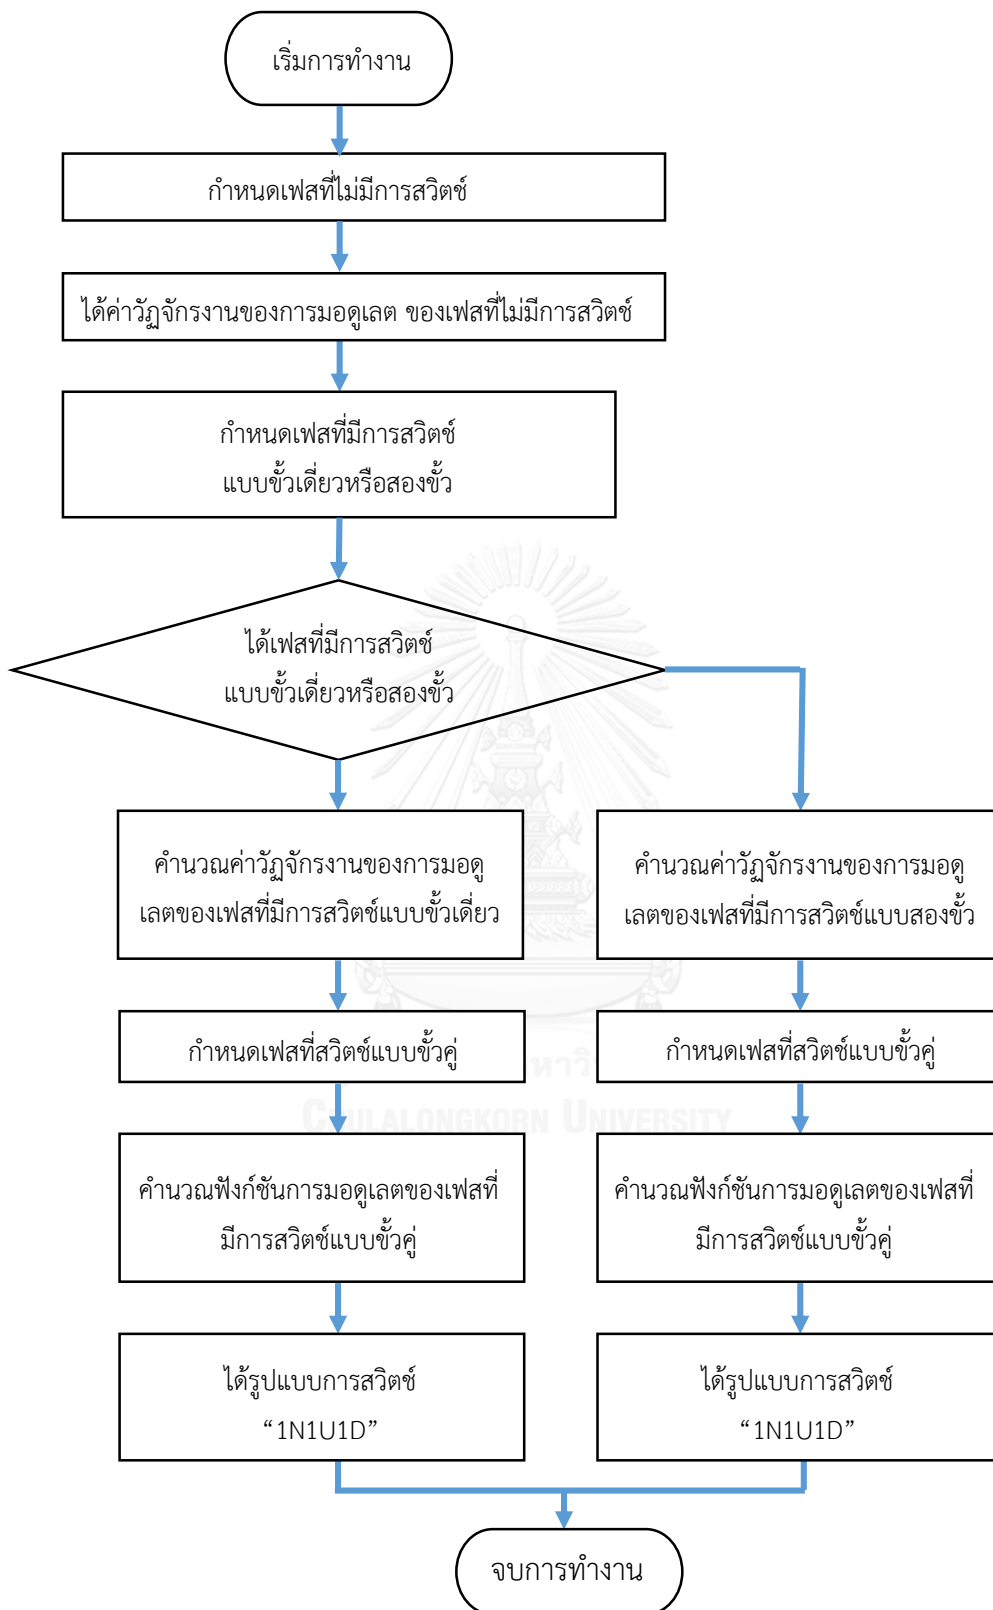 เริ่มการทำงาน
กำหนดเฟสที่ไม่มีการสวิตช์
ได้ค่าวัฏจักรงานของการมอดูเลต ของเฟสที่ไม่มีการสวิตช์
กำหนดเฟสที่มีการสวิตช์
แบบขั้วเดี่ยวหรือสองขั้ว
ได้เฟสที่มีการสวิตช์
แบบขั้วเดี่ยวหรือสองขั้ว
คำนวณค่าวัฏจักรงานของการมอดู
เลตของเฟสที่มีการสวิตช์แบบขั้วเดี่ยว
คำนวณค่าวัฏจักรงานของการมอดู
เลตของเฟสที่มีการสวิตช์แบบสองขั้ว
กำหนดเฟสที่สวิตช์แบบขั้วคู่
กำหนดเฟสที่สวิตช์แบบขั้วคู่
หาวิ
CHULALONGKORN UNIVERSITY
คำนวณฟังก์ชันการมอดูเลตของเฟสที่
มีการสวิตช์แบบขั้วคู่
คำนวณฟังก์ชันการมอดูเลตของเฟสที่
มีการสวิตช์แบบขั้วคู่
ได้รูปแบบการสวิตช์
“1N1U1D”
ได้รูปแบบการสวิตช์
“1N1U1D”
จบการทำงาน